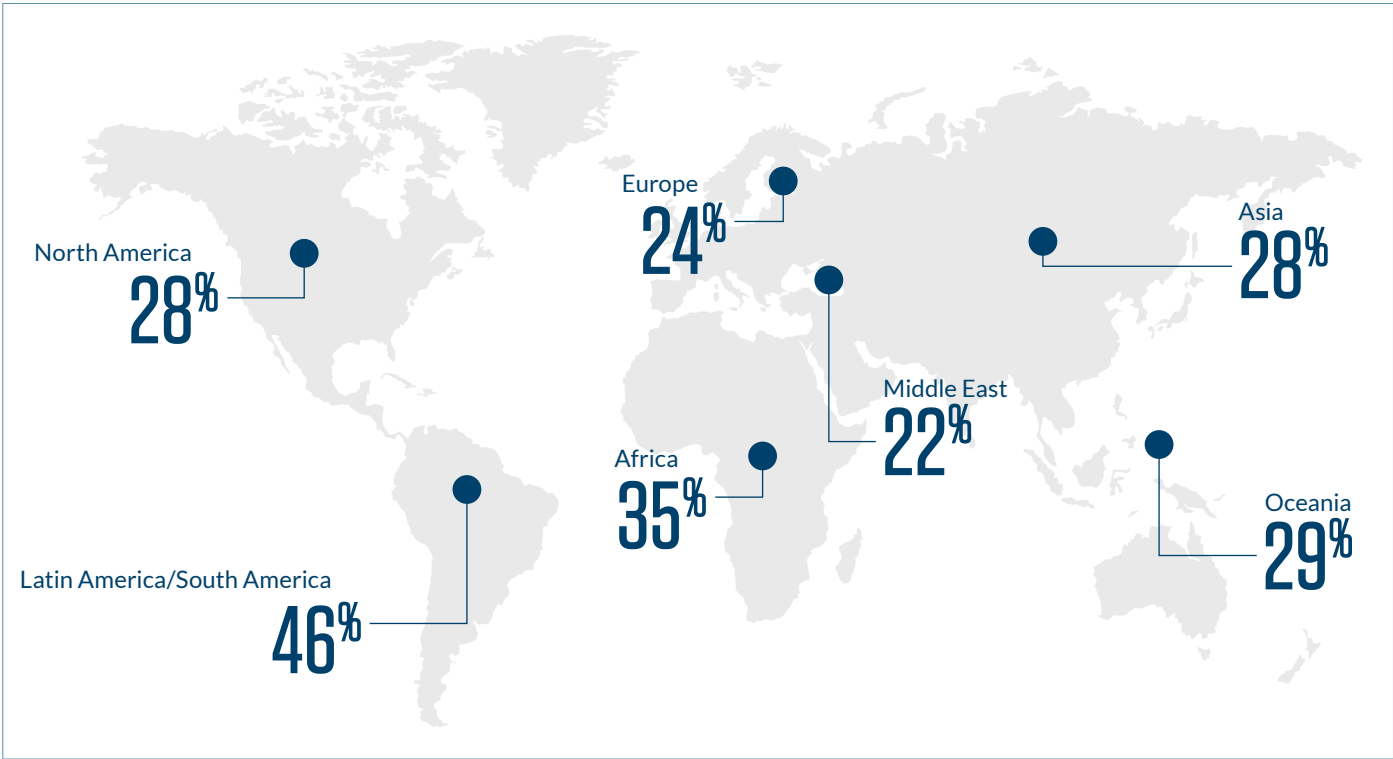 Europe
24%
Asia
28%
North America
28%
Middle East
22%
Africa
35%
Oceania
29%
Latin America/South America
46%